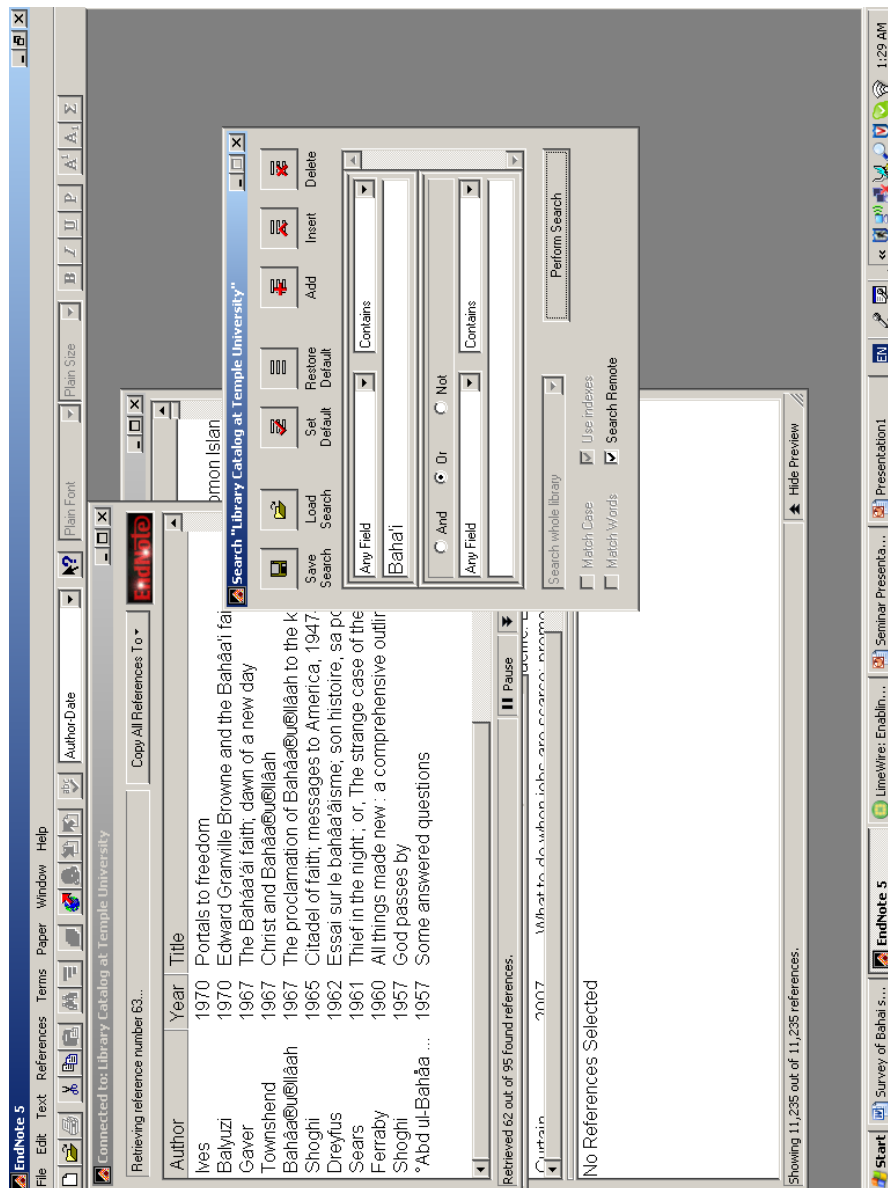 EndNote 5
File Edit Text References Terms Paper Window Help
Author-Date
Plain Font
Plain Size
B I U P A¹ A₁ Σ
Connected to: Library Catalog at Temple University
Retrieving reference number 63...
Copy All References To
EndNote
Author Year Title
Ives 1970 Portals to freedom
Balyuzi 1970 Edward Granville Browne and the Bahâa'i fai
Gaver 1967 The Baháa'ái faith; dawn of a new day
Townshend 1967 Christ and Bahâa®u®llâah
Bahâa®u®llâah 1967 The proclamation of Bahâa®u®llâah to the k
Shoghi 1965 Citadel of faith; messages to America, 1947.
Dreyfus 1962 Essai sur le bahâa'âisme; son histoire, sa po
Sears 1961 Thief in the night; or, The strange case of the
Ferraby 1960 All things made new : a comprehensive outlin
Shoghi 1957 God passes by
°Abd ul-Bahåa ... 1957 Some answered questions
Retrieved 62 out of 95 found references.
Pause
omon Islan
Curtain 2007 What to do when jobs are scarce: promo
No References Selected
Showing 11,235 out of 11,235 references.
Hide Preview
Search "Library Catalog at Temple University"
Save Search
Load Search
Set Default
Restore Default
Add
Insert
Delete
Any Field Contains
Baha'i
And Or Not
Any Field Contains
Search whole library
Perform Search
Match Case Use indexes
Match Words Search Remote
Start
Survey of Bahai s...
EndNote 5
LimeWire: Enablin...
Seminar Presenta...
Presentation1
EN
1:29 AM